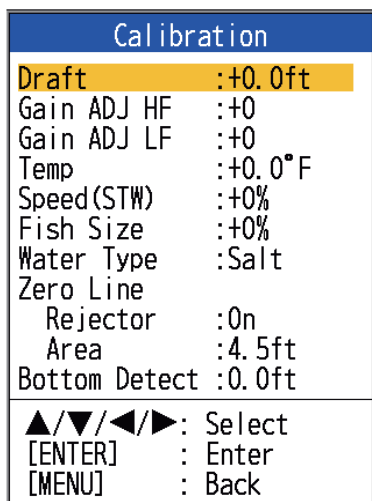 Calibration
Draft :+0.0ft
Gain ADJ HF :+0
Gain ADJ LF :+0
Temp :+0.0°F
Speed(STW) :+0%
Fish Size :+0%
Water Type :Salt
Zero Line
Rejector :On
Area :4.5ft
Bottom Detect :0.0ft
▲/▼/◀/▶: Select
[ENTER] : Enter
[MENU] : Back